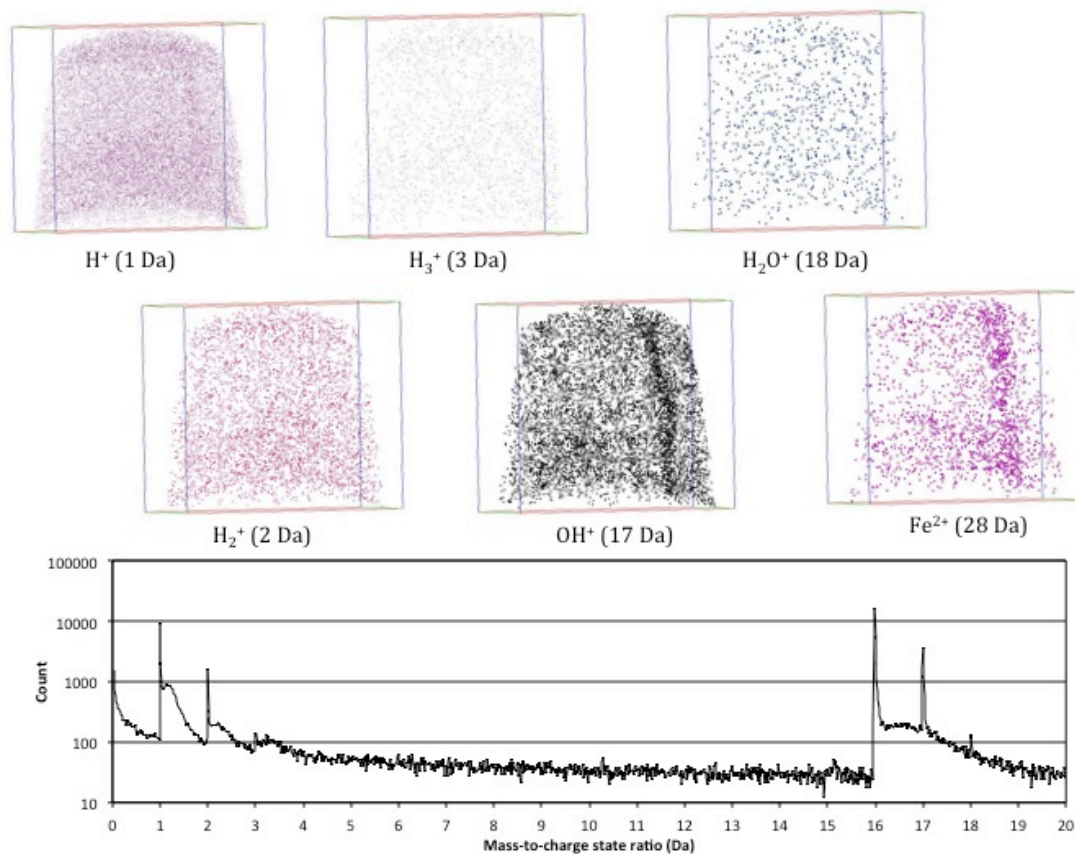 H⁺ (1 Da)
H₃⁺ (3 Da)
H₂O⁺ (18 Da)
H₂⁺ (2 Da)
OH⁺ (17 Da)
Fe²⁺ (28 Da)
100000
10000
1000
100
10
Count
0 1 2 3 4 5 6 7 8 9 10 11 12 13 14 15 16 17 18 19 20
Mass-to-charge state ratio (Da)